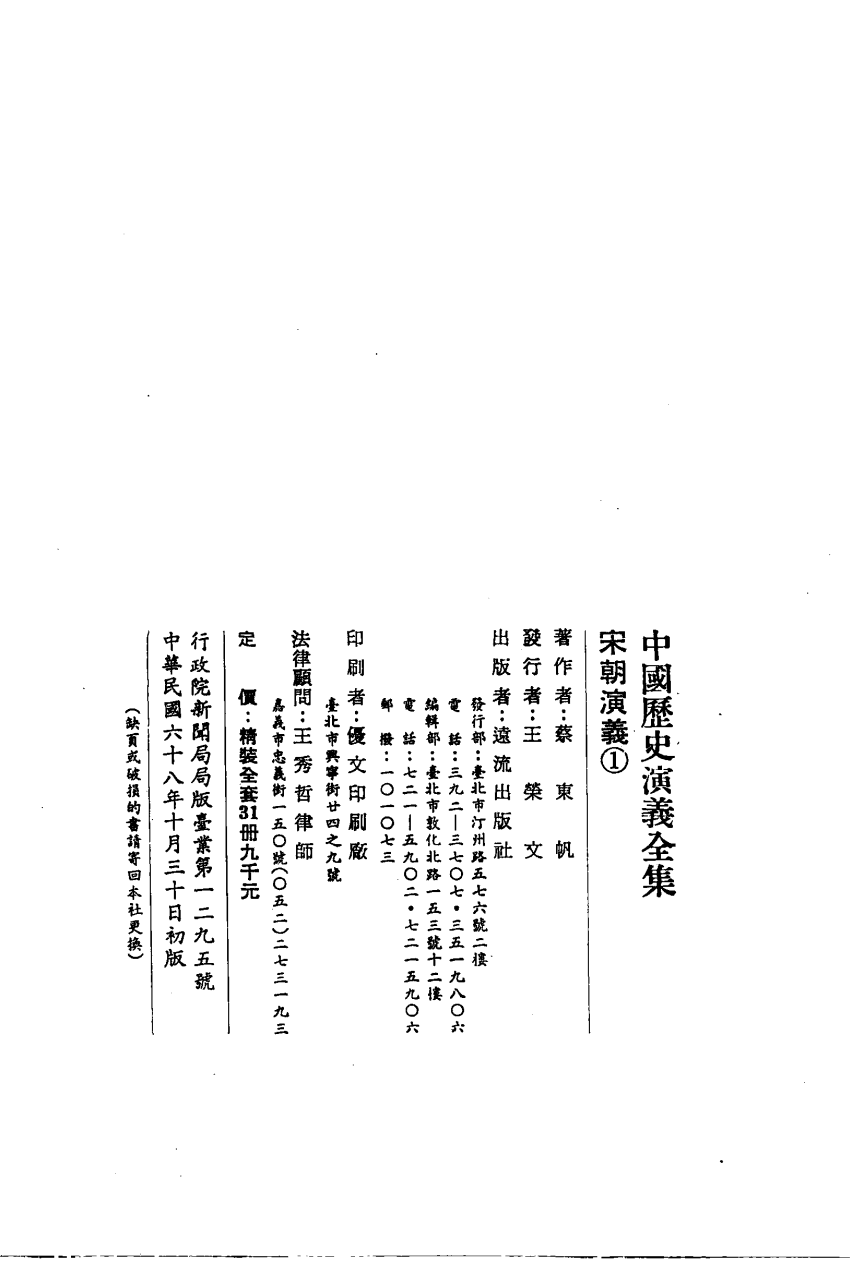 中國歷史演義全集
宋朝演義①
著作者：蔡東帆
發行者：王榮文
出版者：遠流出版社
發行部：臺北市汀州路五七六號二樓
電話：三九二—三七〇七・三五一九八〇六
編輯部：臺北市敦化北路一五三號十二樓
電話：七二一—五九〇二・七二一五九〇六
郵撥：一〇一〇七三
印刷者：優文印刷廠
臺北市興寧街廿四之九號
法律顧問：王秀哲律師
嘉義市忠義街一五〇號（〇五二）二七三一九三
定價：精裝全套31冊九千元
行政院新聞局局版臺業第一二九五號
中華民國六十八年十月三十日初版
（缺頁或破損的書請寄回本社更換）